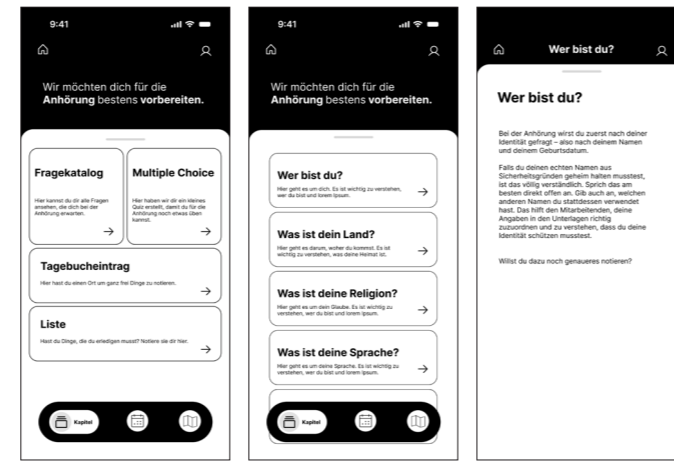 9:41
Wir möchten dich für die
Anhörung bestens vorbereiten.
Fragekatalog
Hier kannst du dir alle Fragen
ansehen, die dich bei der
Anhörung erwarten.
Multiple Choice
Hier haben wir dir ein kleines
Quiz erstellt, damit du für die
Anhörung noch etwas üben
kannst.
Tagebucheintrag
Hier hast du einen Ort um ganz frei Dinge zu notieren.
Liste
Hast du Dinge, die du erledigen musst? Notiere sie dir hier.
Kapitel
9:41
Wir möchten dich für die
Anhörung bestens vorbereiten.
Wer bist du?
Hier geht es um dich. Es ist wichtig zu verstehen,
wer du bist und lorem ipsum.
Was ist dein Land?
Hier geht es darum, woher du kommst. Es ist
wichtig zu verstehen, was deine Heimat ist.
Was ist deine Religion?
Hier geht es um dein Glaube. Es ist wichtig zu
verstehen, wer du bist und lorem ipsum.
Was ist deine Sprache?
Hier geht es um deine Sprache. Es ist wichtig zu
verstehen, wer du bist und lorem ipsum.
Kapitel
Wer bist du?
Wer bist du?
Bei der Anhörung wirst du zuerst nach deiner
Identität gefragt – also nach deinem Namen
und deinem Geburtsdatum.
Falls du deinen echten Namen aus
Sicherheitsgründen geheim halten musstest,
ist das völlig verständlich. Sprich das am
besten direkt offen an. Gib auch an, welchen
anderen Namen du stattdessen verwendet
hast. Das hilft den Mitarbeitenden, deine
Angaben in den Unterlagen richtig
zuzuordnen und zu verstehen, dass du deine
Identität schützen musstest.
Willst du dazu noch genaueres notieren?